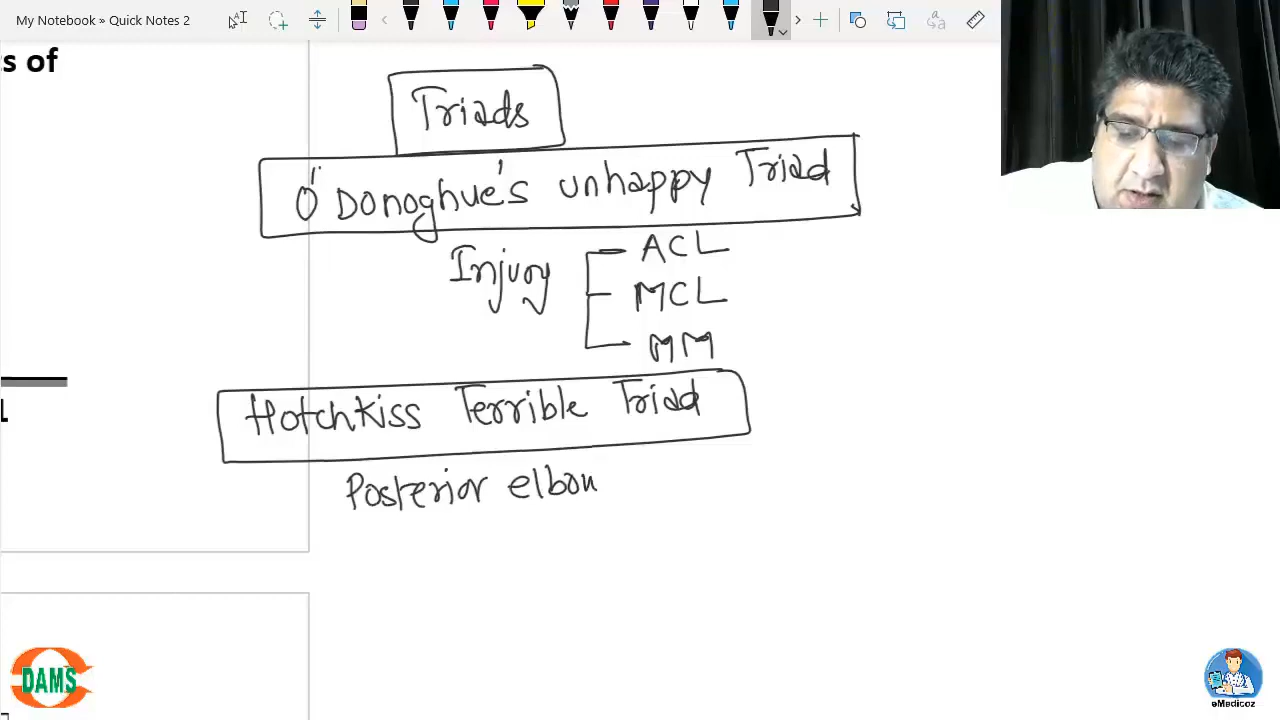 My Notebook » Quick Notes 2
s of
Triads
O'Donoghue's unhappy Triad
Injury
ACL
MCL
MM
Hotchkiss Terrible Triad
Posterior elbow
DAMS
eMedicoz